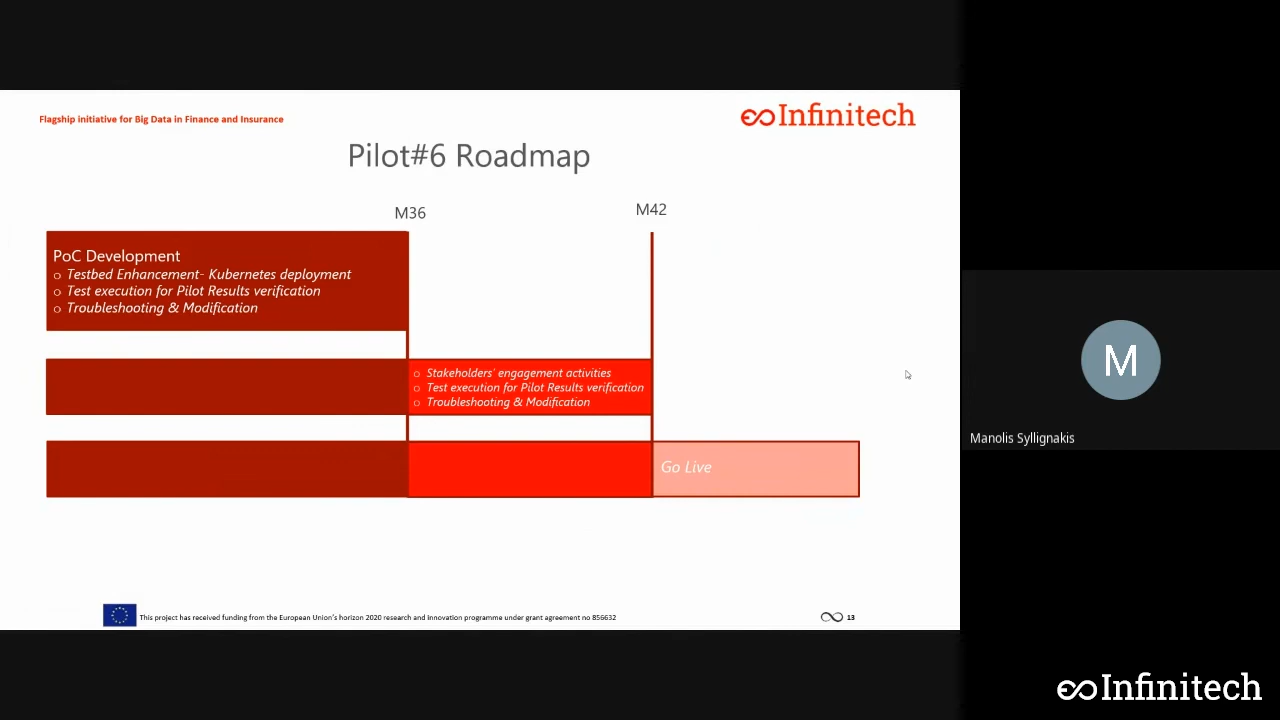 Flagship initiative for Big Data in Finance and Insurance
Infinitech
Pilot#6 Roadmap
M36
M42
PoC Development
o Testbed Enhancement- Kubernetes deployment
o Test execution for Pilot Results verification
o Troubleshooting & Modification
o Stakeholders' engagement activities
o Test execution for Pilot Results verification
o Troubleshooting & Modification
Go Live
This project has received funding from the European Union's horizon 2020 research and innovation programme under grant agreement no 856632
13
M
Manolis Syllignakis
Infinitech